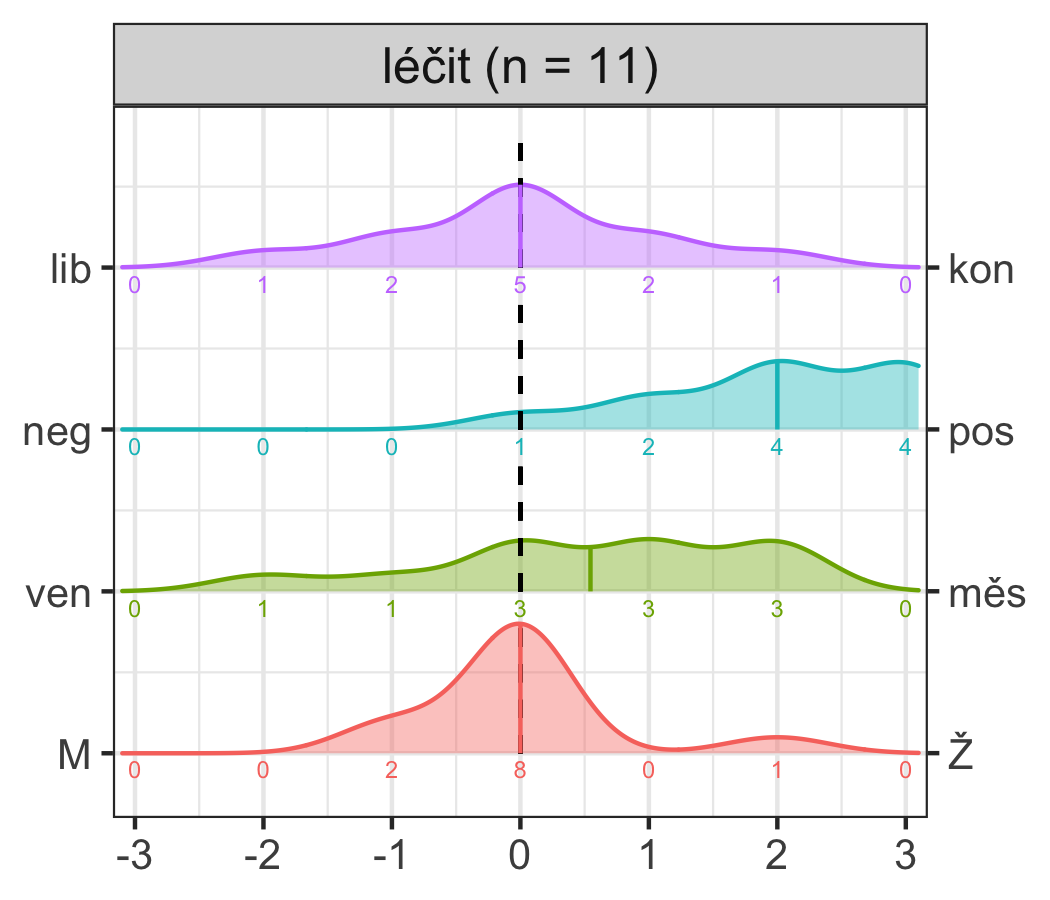 léčit (n = 11)
lib kon
0 1 2 5 2 1 0
neg pos
0 0 0 1 2 4 4
ven měs
0 1 1 3 3 3 0
M Ž
0 0 2 8 0 1 0
-3 -2 -1 0 1 2 3